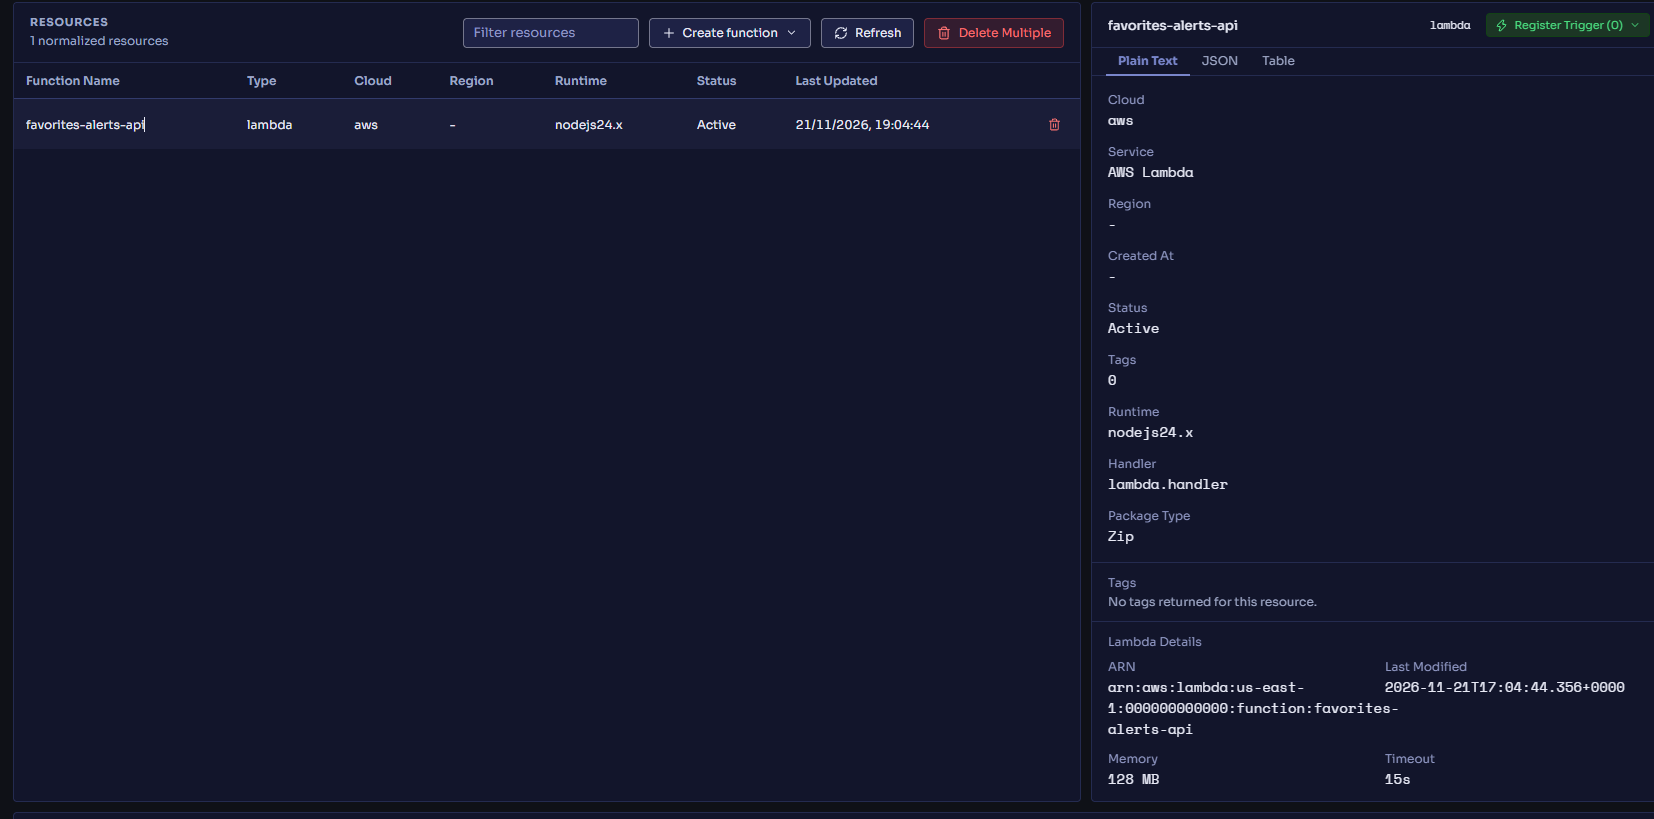 RESOURCES
1 normalized resources
Filter resources
Create function
Refresh
Delete Multiple
Function Name Type Cloud Region Runtime Status Last Updated
favorites-alerts-api lambda aws - nodejs24.x Active 21/11/2026, 19:04:44
favorites-alerts-api
lambda
Register Trigger (0)
Plain Text JSON Table
Cloud
aws
Service
AWS Lambda
Region
-
Created At
-
Status
Active
Tags
0
Runtime
nodejs24.x
Handler
lambda.handler
Package Type
Zip
Tags
No tags returned for this resource.
Lambda Details
ARN
arn:aws:lambda:us-east-
1:000000000000:function:favorites-
alerts-api
Last Modified
2026-11-21T17:04:44.356+0000
Memory
128 MB
Timeout
15s